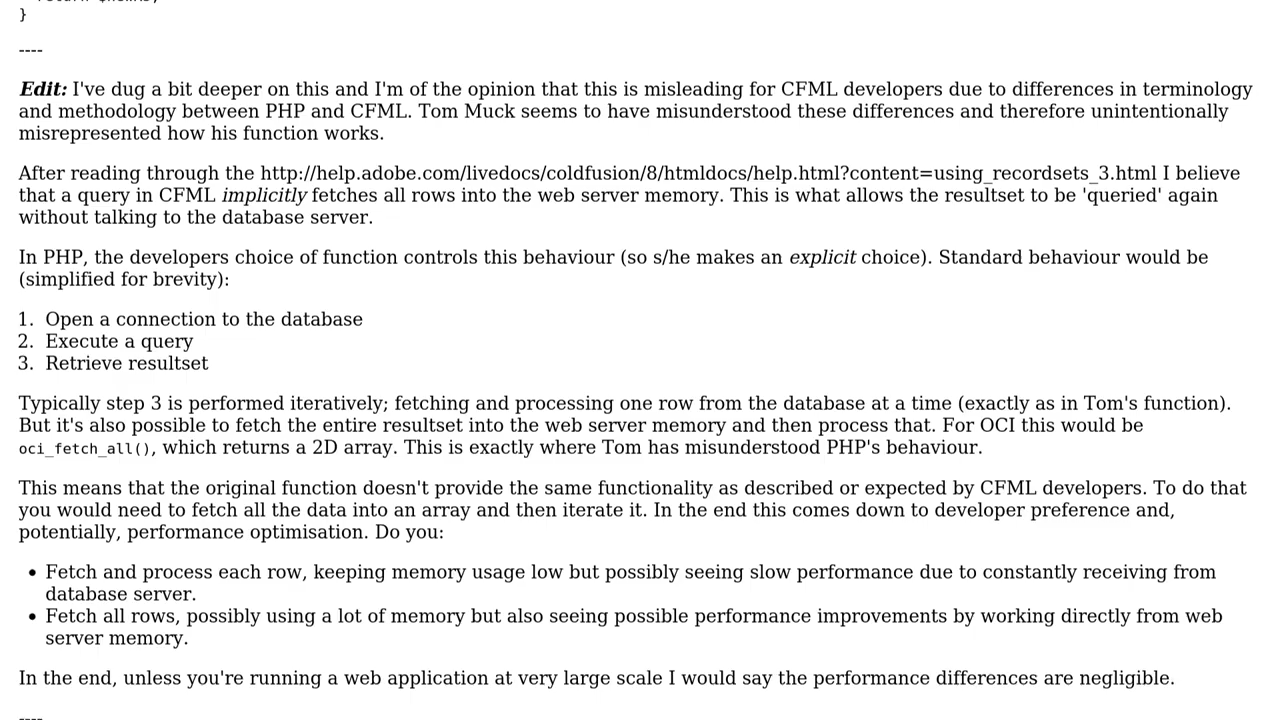 }
----
Edit: I've dug a bit deeper on this and I'm of the opinion that this is misleading for CFML developers due to differences in terminology
and methodology between PHP and CFML. Tom Muck seems to have misunderstood these differences and therefore unintentionally
misrepresented how his function works.
After reading through the http://help.adobe.com/livedocs/coldfusion/8/htmldocs/help.html?content=using_recordsets_3.html I believe
that a query in CFML implicitly fetches all rows into the web server memory. This is what allows the resultset to be 'queried' again
without talking to the database server.
In PHP, the developers choice of function controls this behaviour (so s/he makes an explicit choice). Standard behaviour would be
(simplified for brevity):
1. Open a connection to the database
2. Execute a query
3. Retrieve resultset
Typically step 3 is performed iteratively; fetching and processing one row from the database at a time (exactly as in Tom's function).
But it's also possible to fetch the entire resultset into the web server memory and then process that. For OCI this would be
oci_fetch_all(), which returns a 2D array. This is exactly where Tom has misunderstood PHP's behaviour.
This means that the original function doesn't provide the same functionality as described or expected by CFML developers. To do that
you would need to fetch all the data into an array and then iterate it. In the end this comes down to developer preference and,
potentially, performance optimisation. Do you:
• Fetch and process each row, keeping memory usage low but possibly seeing slow performance due to constantly receiving from
database server.
• Fetch all rows, possibly using a lot of memory but also seeing possible performance improvements by working directly from web
server memory.
In the end, unless you're running a web application at very large scale I would say the performance differences are negligible.
----